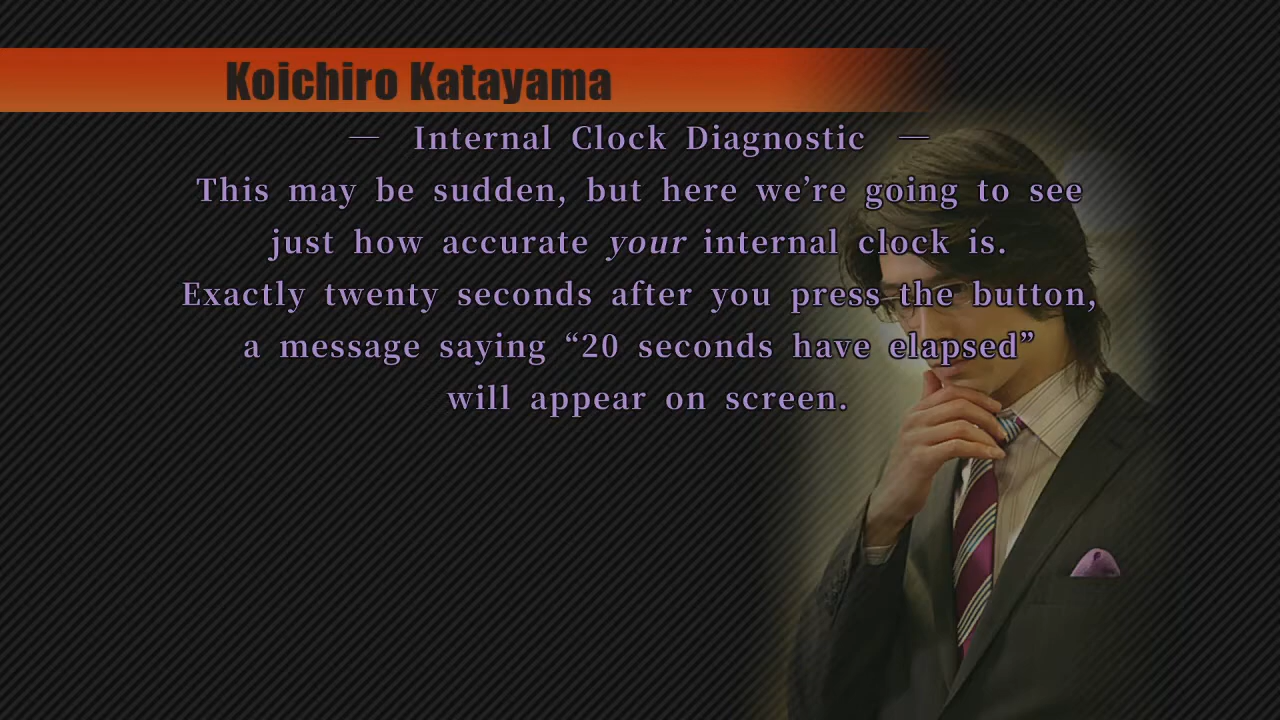 Koichiro Katayama
— Internal Clock Diagnostic —
This may be sudden, but here we’re going to see
just how accurate your internal clock is.
Exactly twenty seconds after you press the button,
a message saying “20 seconds have elapsed”
will appear on screen.